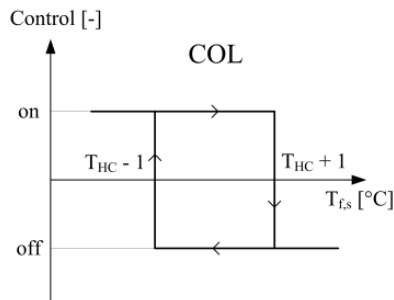 Control [-]
COL
on
T_HC - 1
T_HC + 1
T_f,s [°C]
off